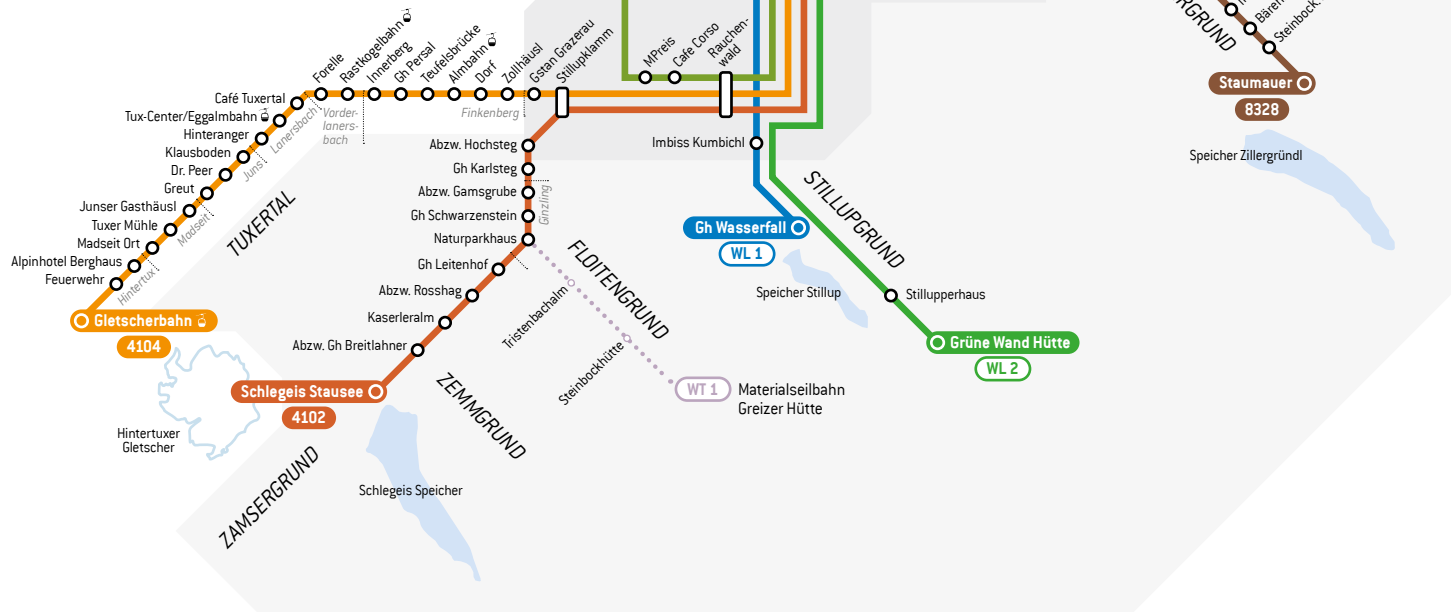 Forelle
Rastkogelbahn
Innerberg
Gh Persal
Teufelsbrücke
Almbahn
Dorf
Zollhäusl
Gstan Grazerau
Stillupklamm
MPreis
Cafe Corso
Rauchen-
wald
Bären
Steinbock
Staumauer
8328
Speicher Zillergründl
Café Tuxertal
Tux-Center/Eggalmbahn
Hinteranger
Klausboden
Dr. Peer
Greut
Junser Gasthäusl
Tuxer Mühle
Madseit Ort
Alpinhotel Berghaus
Feuerwehr
Gletscherbahn
4104
Lanersbach
Juns
Madseit
Hintertux
Vorder-
laners-
bach
Finkenberg
TUXERTAL
Abzw. Hochsteg
Gh Karlsteg
Abzw. Gamsgrube
Gh Schwarzenstein
Naturparkhaus
Ginzling
Gh Leitenhof
Abzw. Rosshag
Kaserleralm
Abzw. Gh Breitlahner
Schlegeis Stausee
4102
Hintertuxer
Gletscher
ZAMSERGRUND
ZEMMGRUND
Schlegeis Speicher
FLOITENGRUND
Tristenbachalm
Steinbockhütte
WT 1
Materialseilbahn
Greizer Hütte
Imbiss Kumbichl
Gh Wasserfall
WL 1
Speicher Stillup
STILLUPGRUND
Stillupperhaus
Grüne Wand Hütte
WL 2